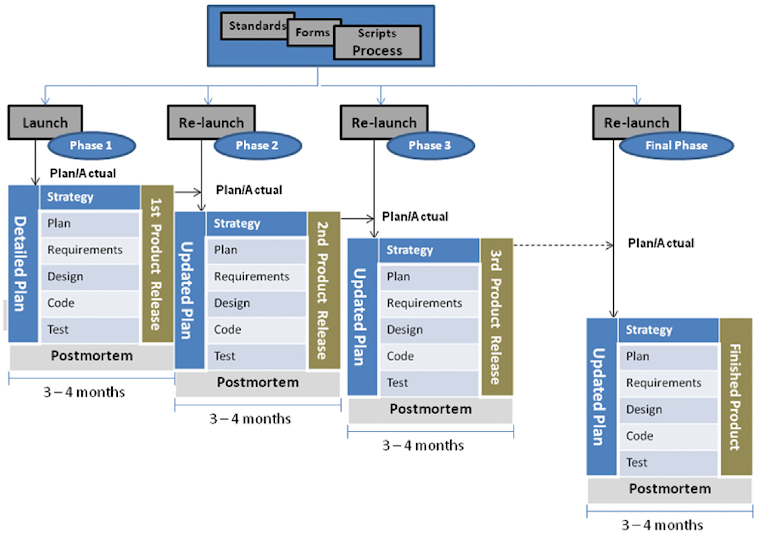 Standards
Forms
Scripts
Process
Launch
Phase 1
Re-launch
Phase 2
Re-launch
Phase 3
Re-launch
Final Phase
Plan/Actual
Detailed Plan
Strategy
Plan
Requirements
Design
Code
Test
1st Product Release
Postmortem
3 – 4 months
Plan/Actual
Updated Plan
Strategy
Plan
Requirements
Design
Code
Test
2nd Product Release
Postmortem
3 – 4 months
Plan/Actual
Updated Plan
Strategy
Plan
Requirements
Design
Code
Test
3rd Product Release
Postmortem
3 – 4 months
Plan/Actual
Updated Plan
Strategy
Plan
Requirements
Design
Code
Test
Finished Product
Postmortem
3 – 4 months